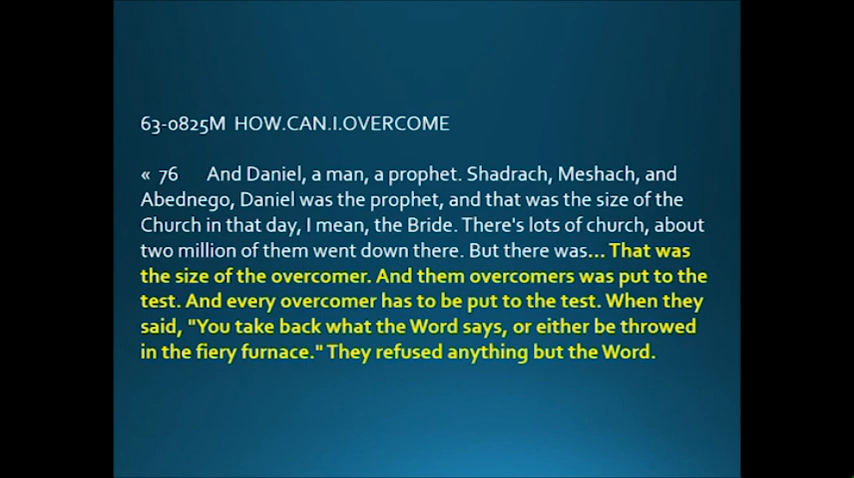 63-0825M HOW.CAN.I.OVERCOME
« 76 And Daniel, a man, a prophet. Shadrach, Meshach, and
Abednego, Daniel was the prophet, and that was the size of the
Church in that day, I mean, the Bride. There's lots of church, about
two million of them went down there. But there was... That was
the size of the overcomer. And them overcomers was put to the
test. And every overcomer has to be put to the test. When they
said, "You take back what the Word says, or either be throwed
in the fiery furnace." They refused anything but the Word.